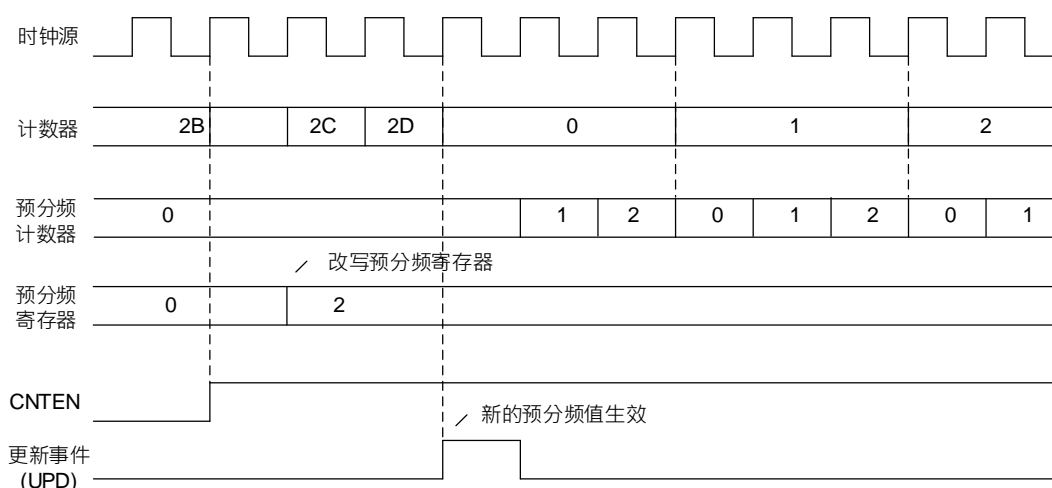 时钟源
计数器 2B 2C 2D 0 1 2
预分频
计数器
0 1 2 0 1 2 0 1
改写预分频寄存器
预分频
寄存器
0 2
CNTEN
新的预分频值生效
更新事件
(UPD)